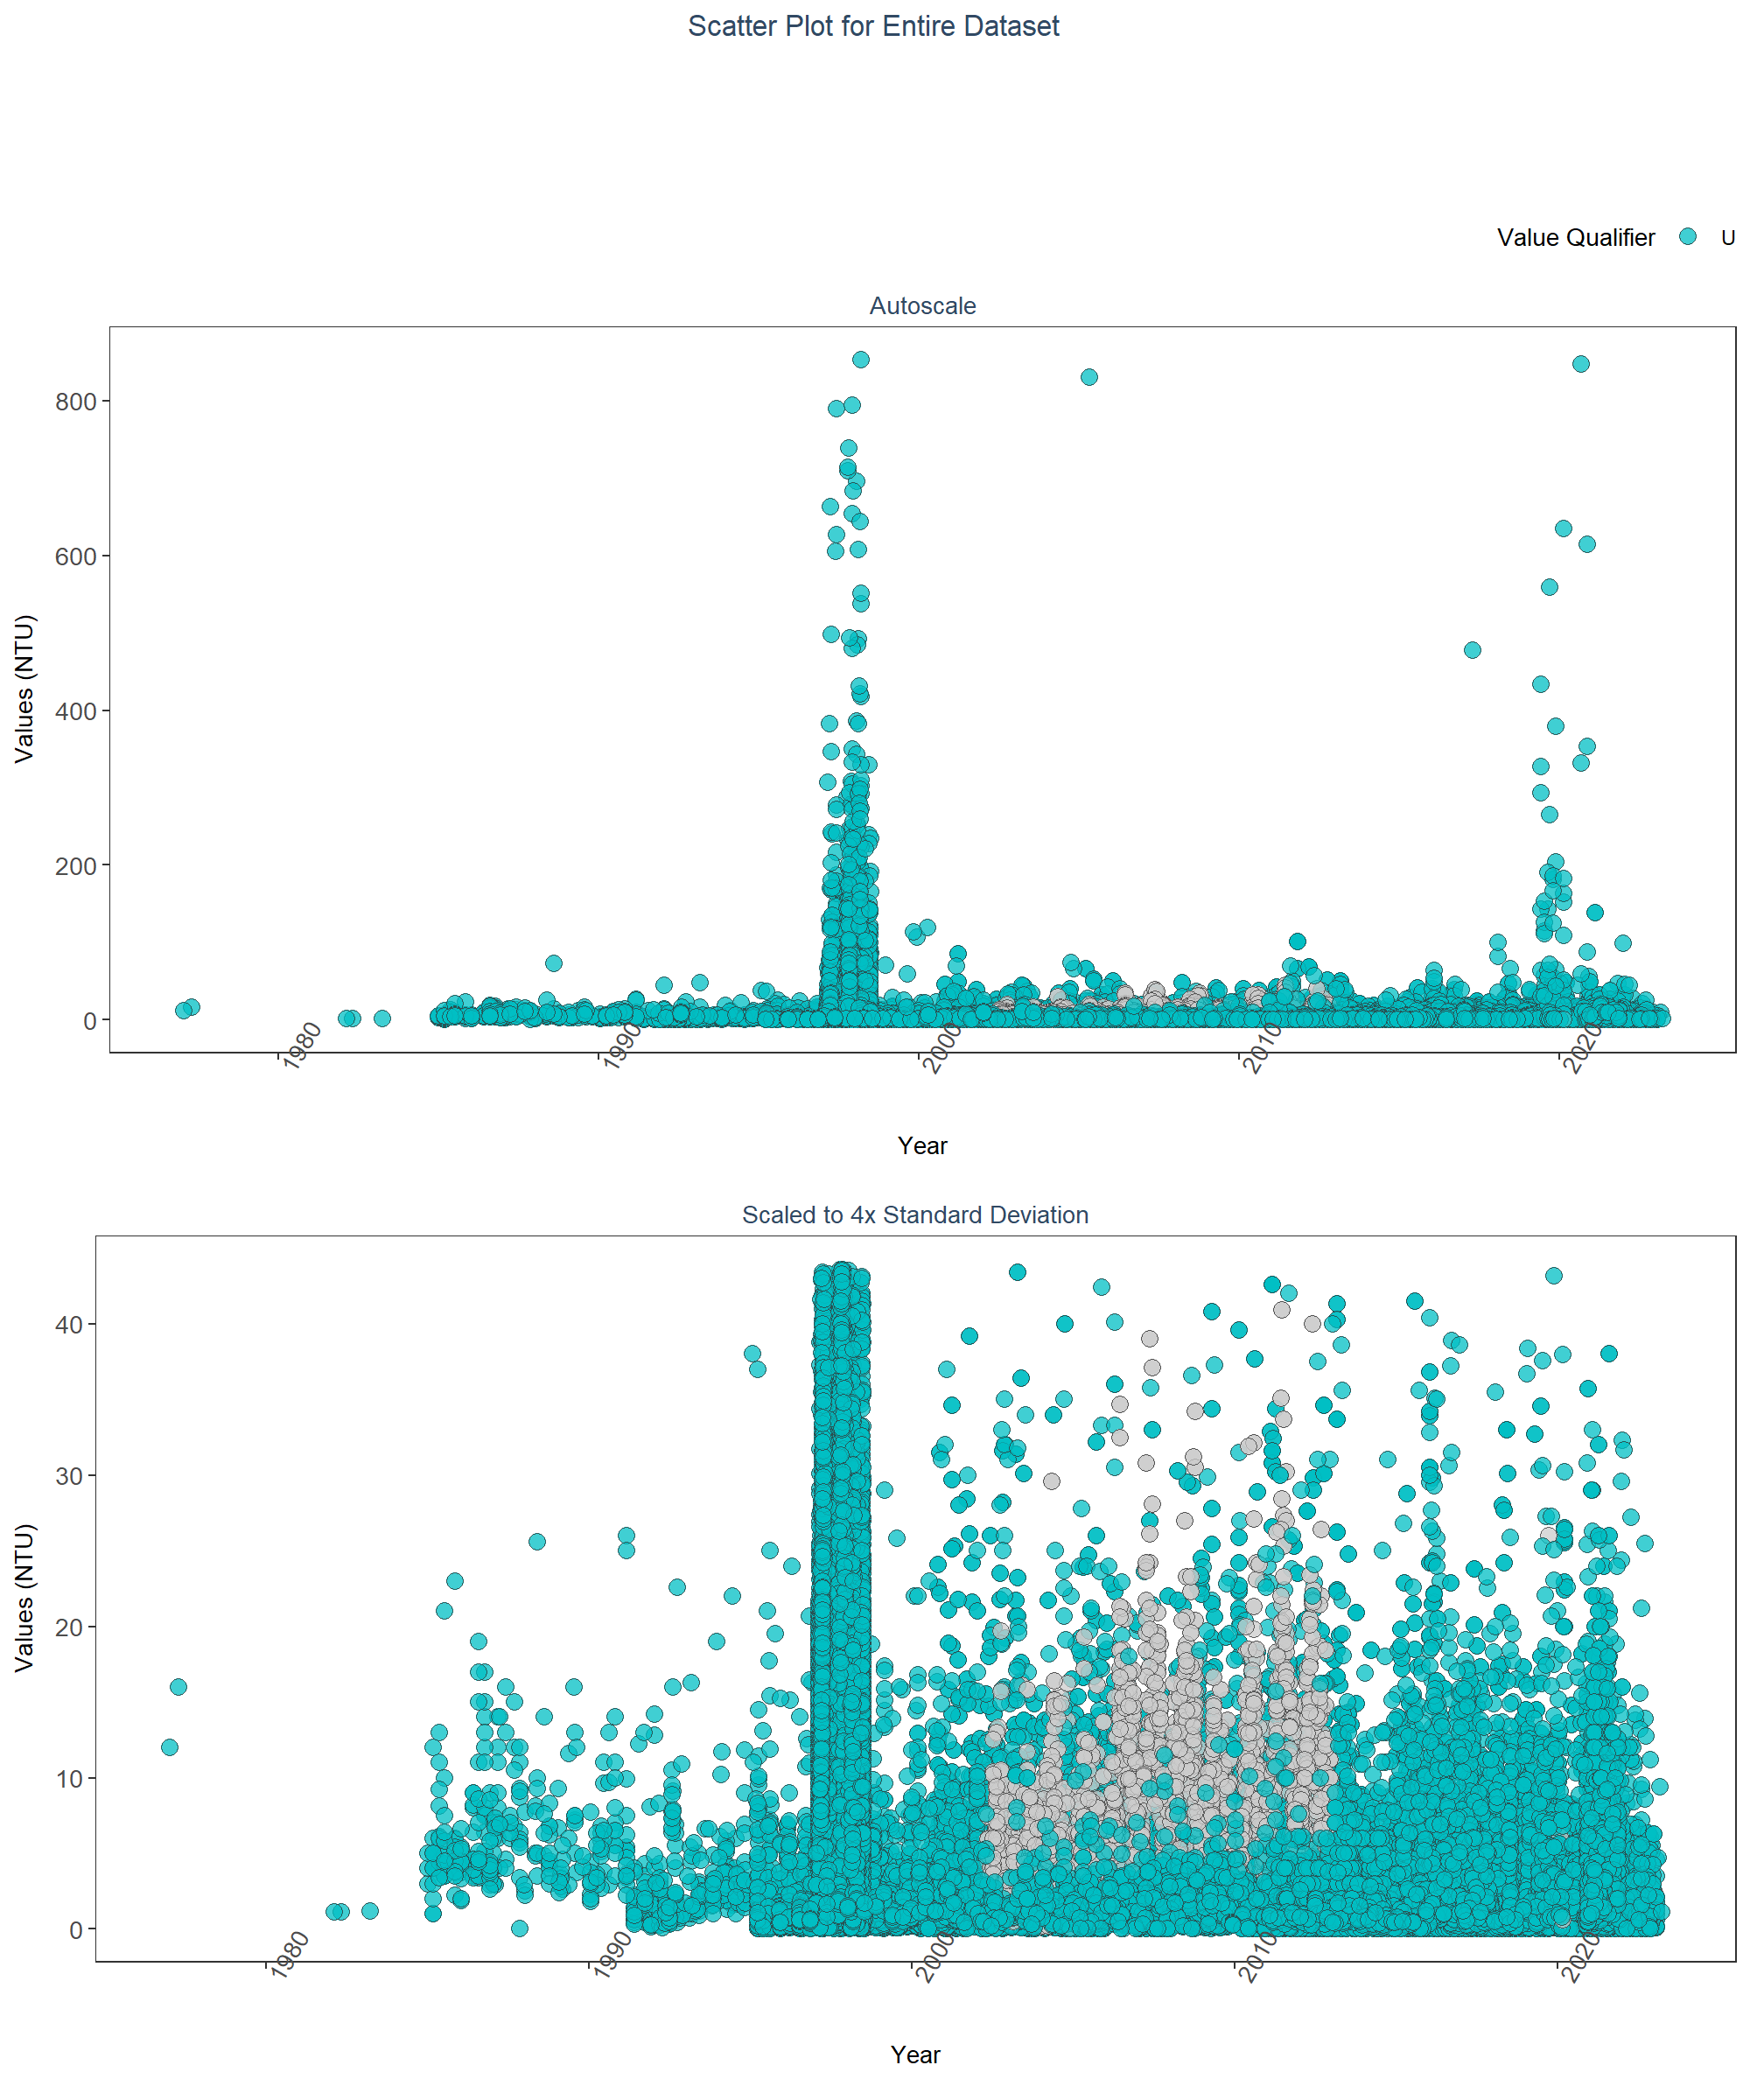 Scatter Plot for Entire Dataset
Value Qualifier U
Autoscale
Values (NTU)
800
600
400
200
0
1980 1990 2000 2010 2020
Year
Scaled to 4x Standard Deviation
Values (NTU)
40
30
20
10
0
1980 1990 2000 2010 2020
Year